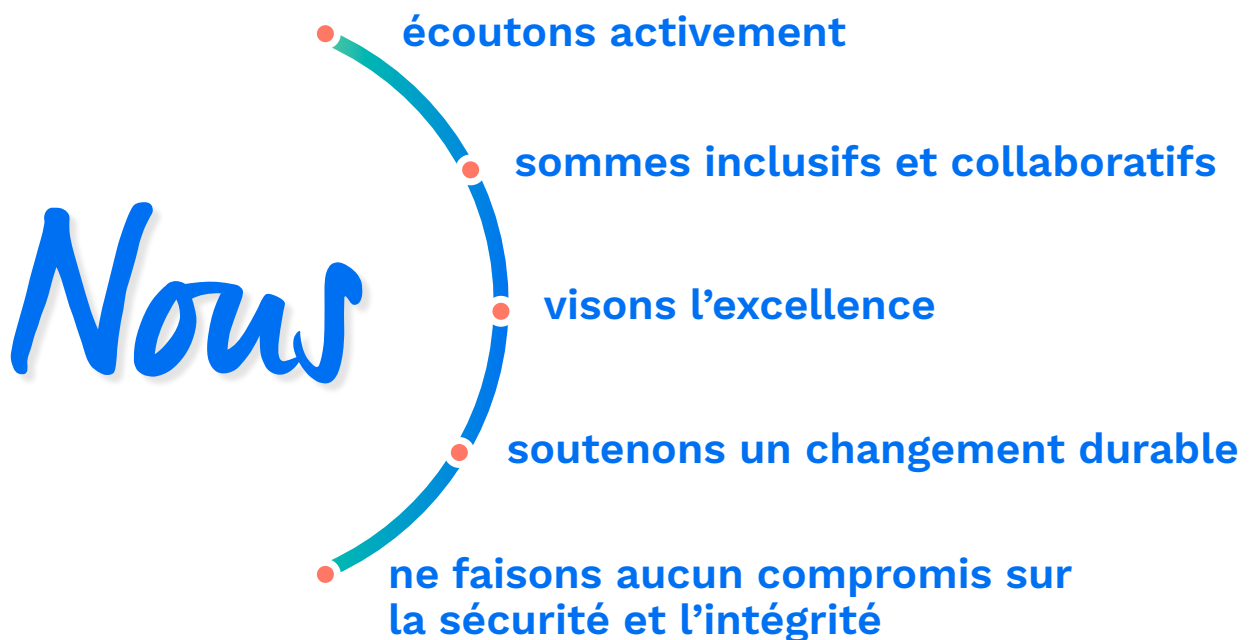 Nous
écoutons activement
sommes inclusifs et collaboratifs
visons l’excellence
soutenons un changement durable
ne faisons aucun compromis sur
la sécurité et l’intégrité